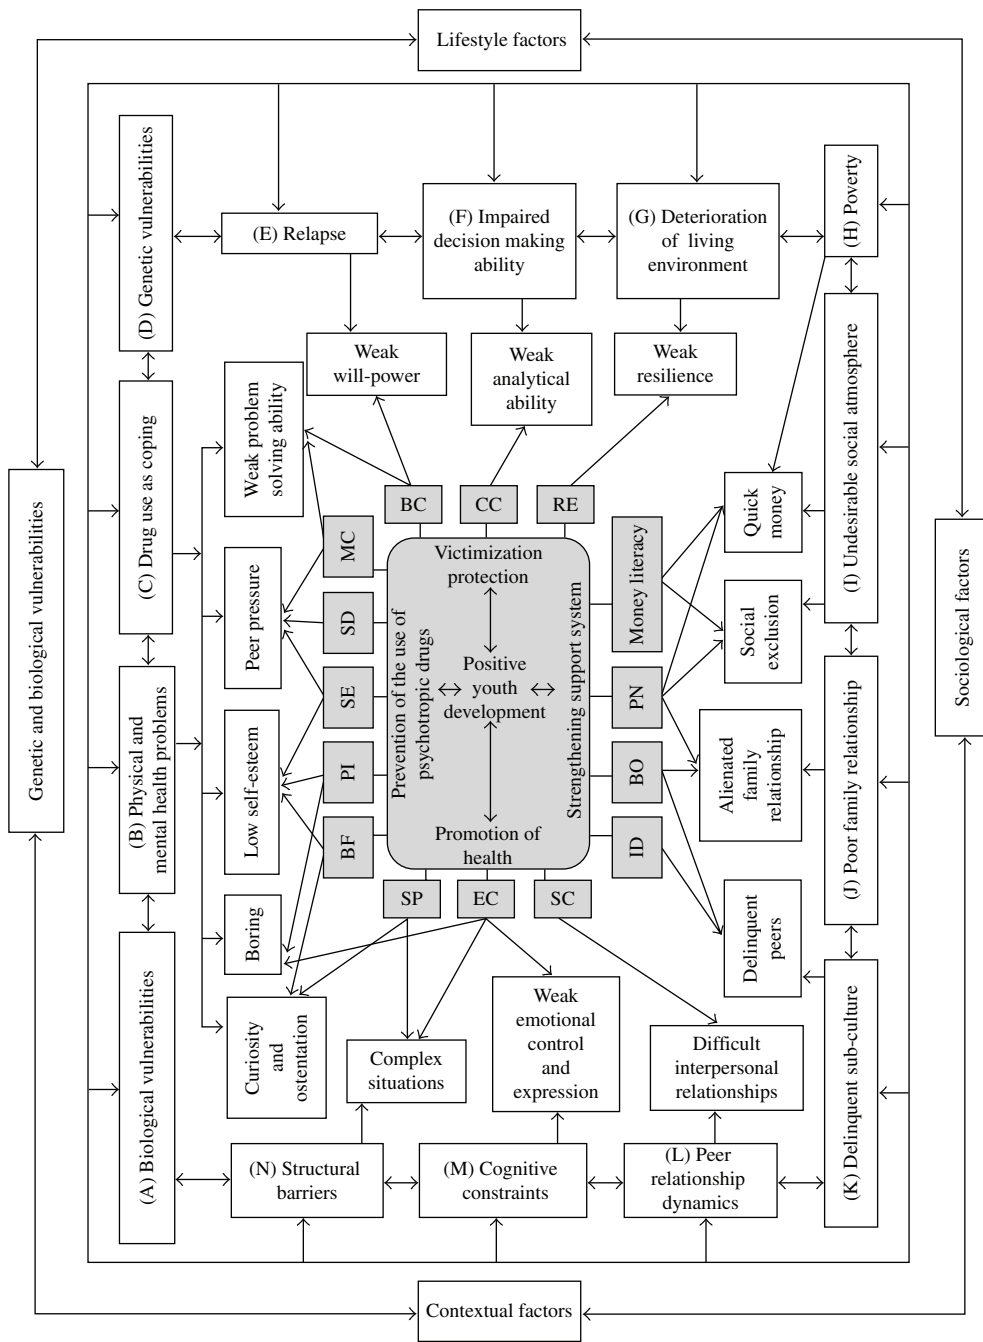 Lifestyle factors
Genetic and biological vulnerabilities
Sociological factors
Contextual factors
(D) Genetic vulnerabilities
(C) Drug use as coping
(B) Physical and
mental health problems
(A) Biological vulnerabilities
(E) Relapse
(F) Impaired
decision making
ability
(G) Deterioration
of living
environment
(H) Poverty
(I) Undesirable social atmosphere
(J) Poor family relationship
(K) Delinquent sub-culture
(L) Peer
relationship
dynamics
(M) Cognitive
constraints
(N) Structural
barriers
Weak
will-power
Weak
analytical
ability
Weak
resilience
Weak problem
solving ability
Peer pressure
Low self-esteem
Boring
Curiosity
and
ostentation
Complex
situations
Weak
emotional
control
and
expression
Difficult
interpersonal
relationships
Quick
money
Social
exclusion
Alienated
family
relationship
Delinquent
peers
BC
CC
RE
MC
SD
SE
PI
BF
SP
EC
SC
Money literacy
PN
BO
ID
Victimization
protection
Prevention of the use of
psychotropic drugs
Positive
youth
development
Strengthening support system
Promotion of
health